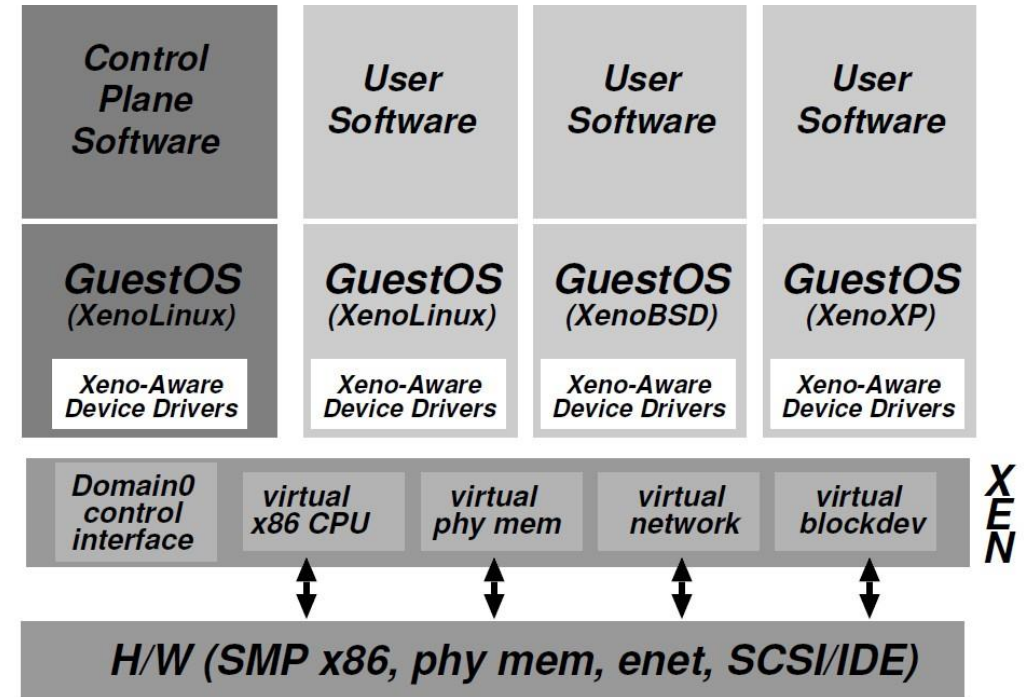 Control
Plane
Software
User
Software
User
Software
User
Software
GuestOS
(XenoLinux)
Xeno-Aware
Device Drivers
GuestOS
(XenoLinux)
Xeno-Aware
Device Drivers
GuestOS
(XenoBSD)
Xeno-Aware
Device Drivers
GuestOS
(XenoXP)
Xeno-Aware
Device Drivers
Domain0
control
interface
virtual
x86 CPU
virtual
phy mem
virtual
network
virtual
blockdev
XEN
H/W (SMP x86, phy mem, enet, SCSI/IDE)